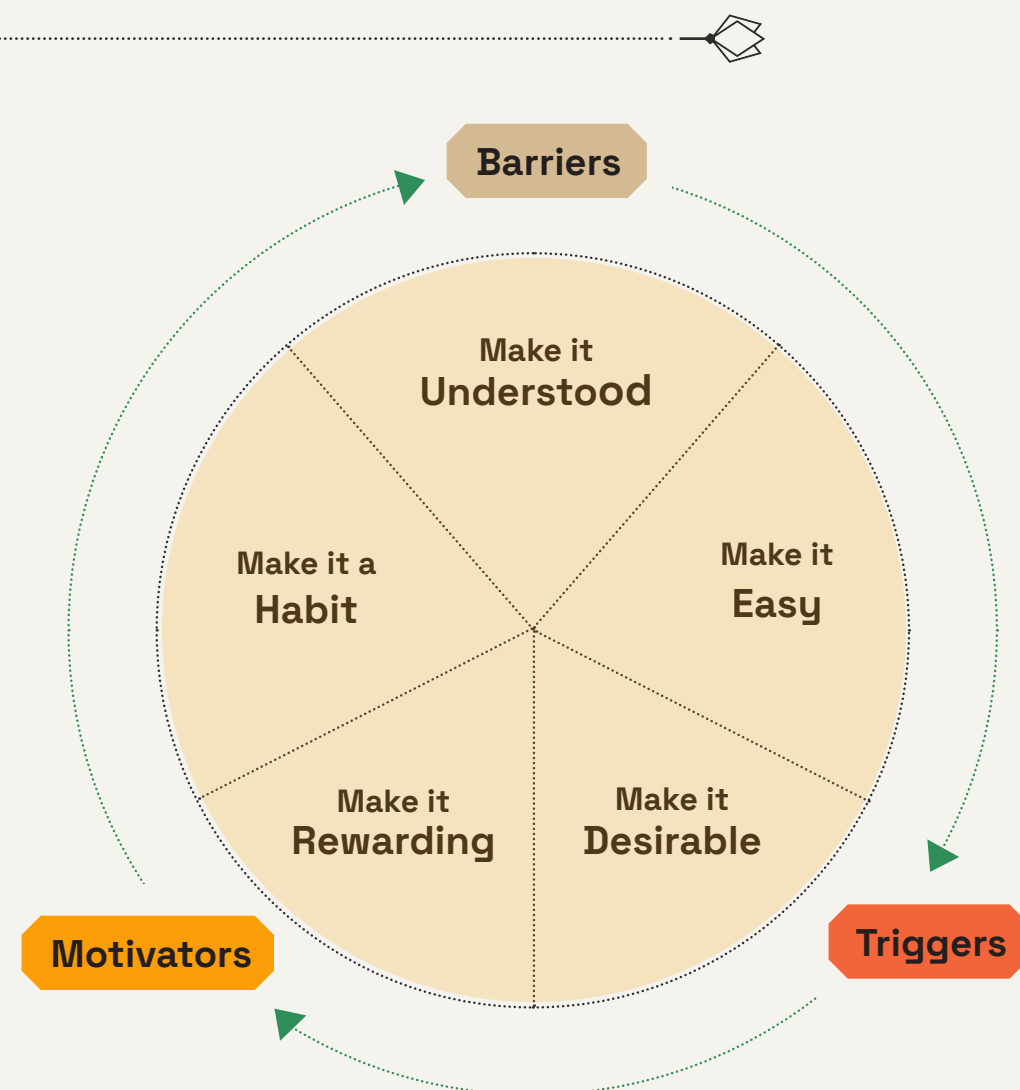 Barriers
Make it
Understood
Make it a
Habit
Make it
Easy
Make it
Rewarding
Make it
Desirable
Motivators
Triggers